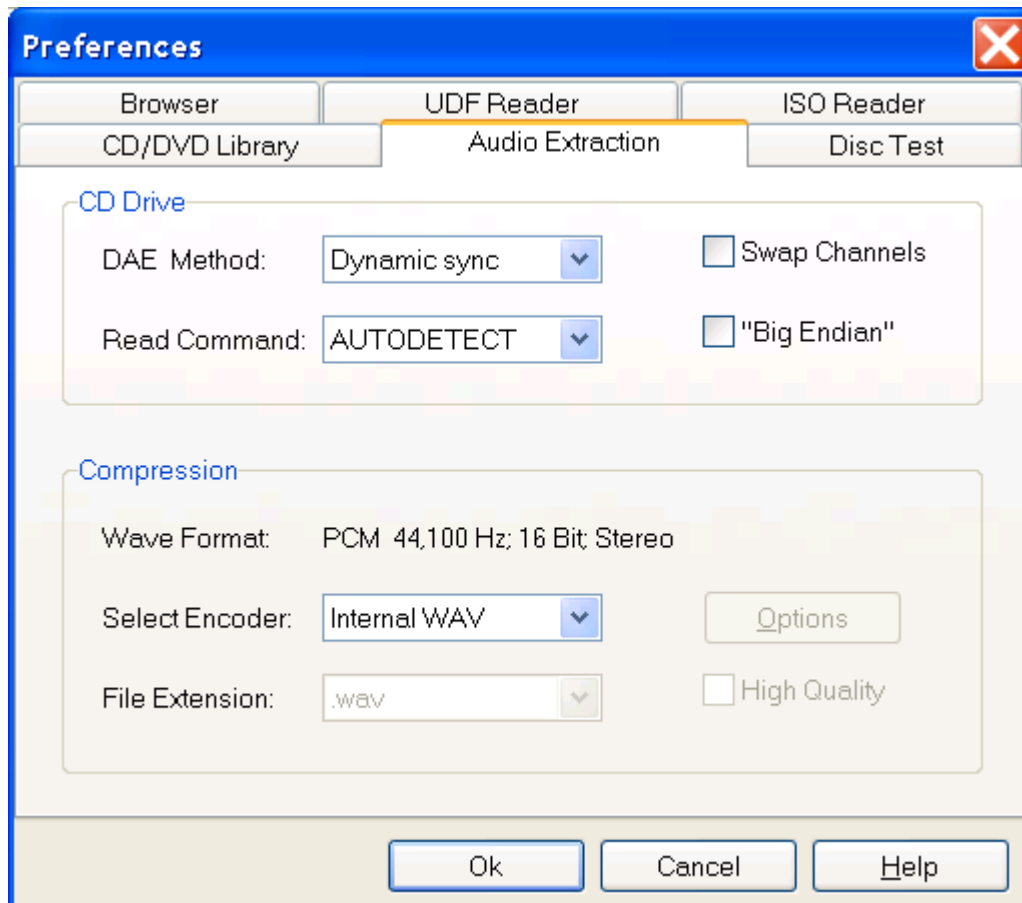 Preferences
Browser UDF Reader ISO Reader
CD/DVD Library Audio Extraction Disc Test
CD Drive
DAE Method: Dynamic sync Swap Channels
Read Command: AUTODETECT "Big Endian"
Compression
Wave Format: PCM 44,100 Hz; 16 Bit; Stereo
Select Encoder: Internal WAV Options
File Extension: .wav High Quality
Ok Cancel Help